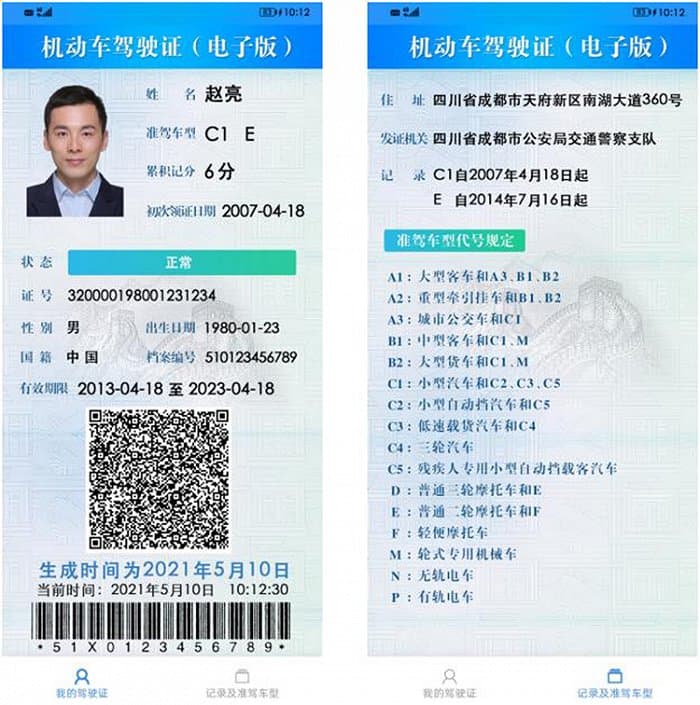 10:12
机动车驾驶证（电子版）
姓 名 赵亮
准驾车型 C1 E
累积记分 6分
初次领证日期 2007-04-18
状态 正常
证号 320000198001231234
性别 男 出生日期 1980-01-23
国籍 中国 档案编号 510123456789
有效期限 2013-04-18 至 2023-04-18
生成时间为2021年5月10日
当前时间：2021年5月10日 10:12:30
*51X0123456789*
我的驾驶证 记录及准驾车型
10:12
机动车驾驶证（电子版）
住 址 四川省成都市天府新区南湖大道360号
发证机关 四川省成都市公安局交通警察支队
记 录 C1自2007年4月18日起
E 自2014年7月16日起
准驾车型代号规定
A1：大型客车和A3、B1、B2
A2：重型牵引挂车和B1、B2
A3：城市公交车和C1
B1：中型客车和C1、M
B2：大型货车和C1、M
C1：小型汽车和C2、C3、C5
C2：小型自动挡汽车和C5
C3：低速载货汽车和C4
C4：三轮汽车
C5：残疾人专用小型自动挡载客汽车
D：普通三轮摩托车和E
E：普通二轮摩托车和F
F：轻便摩托车
M：轮式专用机械车
N：无轨电车
P：有轨电车
我的驾驶证 记录及准驾车型